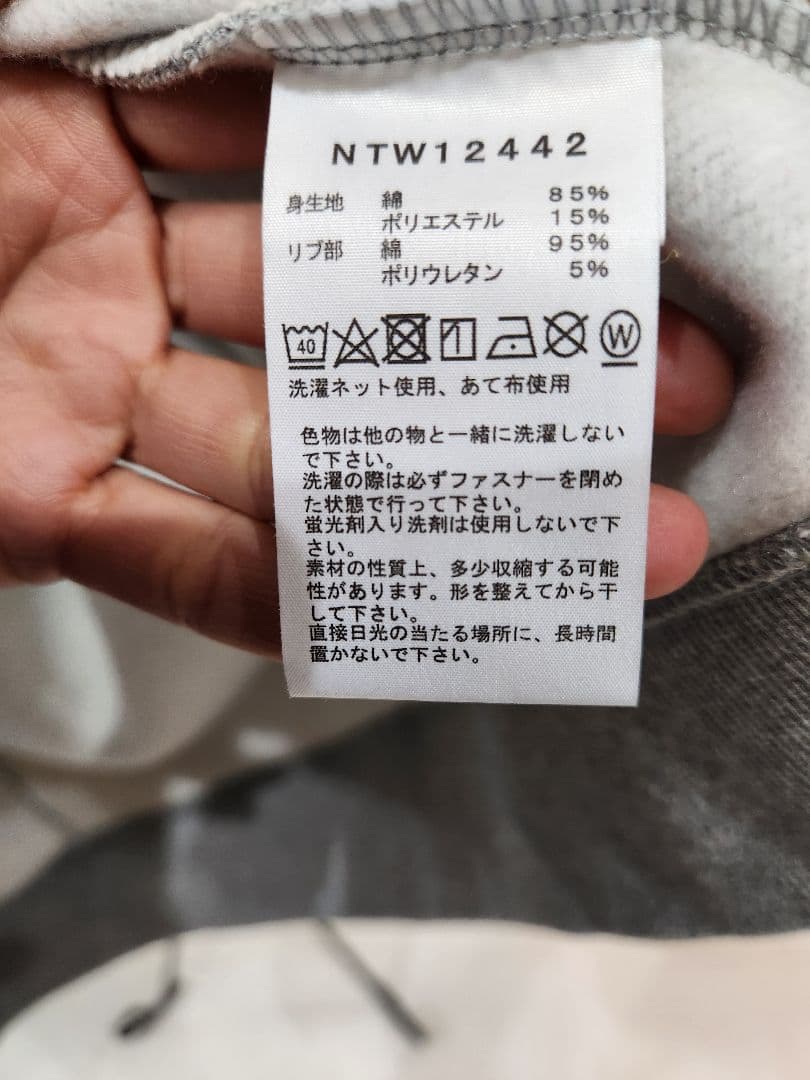 NTW12442
身生地 綿 85%
ポリエステル 15%
リブ部 綿 95%
ポリウレタン 5%
40 W
洗濯ネット使用、あて布使用
色物は他の物と一緒に洗濯しない
で下さい。
洗濯の際は必ずファスナーを閉め
た状態で行って下さい。
蛍光剤入り洗剤は使用しないで下
さい。
素材の性質上、多少収縮する可能
性があります。形を整えてから干
して下さい。
直接日光の当たる場所に、長時間
置かないで下さい。